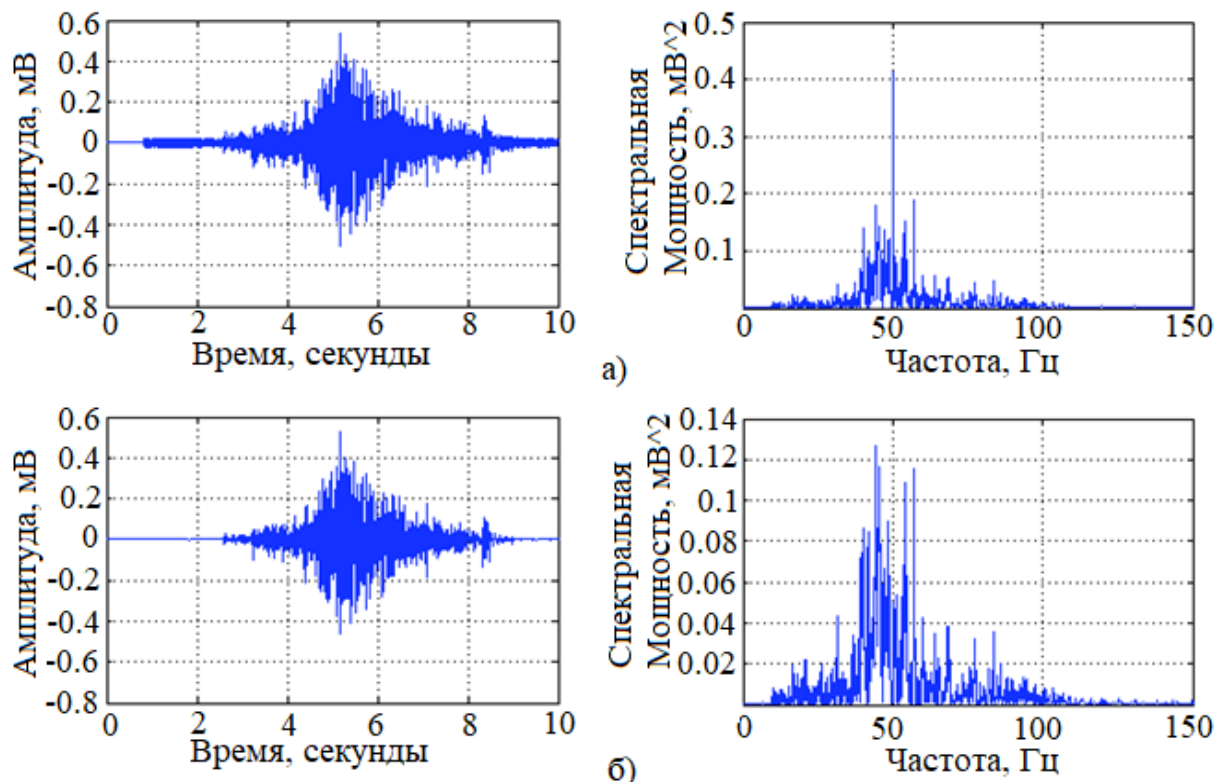 Амплитуда, мВ
0.6
0.4
0.2
0
-0.2
-0.4
-0.6
-0.8
0 2 4 6 8 10
Время, секунды
Спектральная
Мощность, мВ^2
0.5
0.4
0.3
0.2
0.1
0 50 100 150
Частота, Гц
а)
Амплитуда, мВ
0.6
0.4
0.2
0
-0.2
-0.4
-0.6
-0.8
0 2 4 6 8 10
Время, секунды
Спектральная
Мощность, мВ^2
0.14
0.12
0.1
0.08
0.06
0.04
0.02
0 50 100 150
Частота, Гц
б)